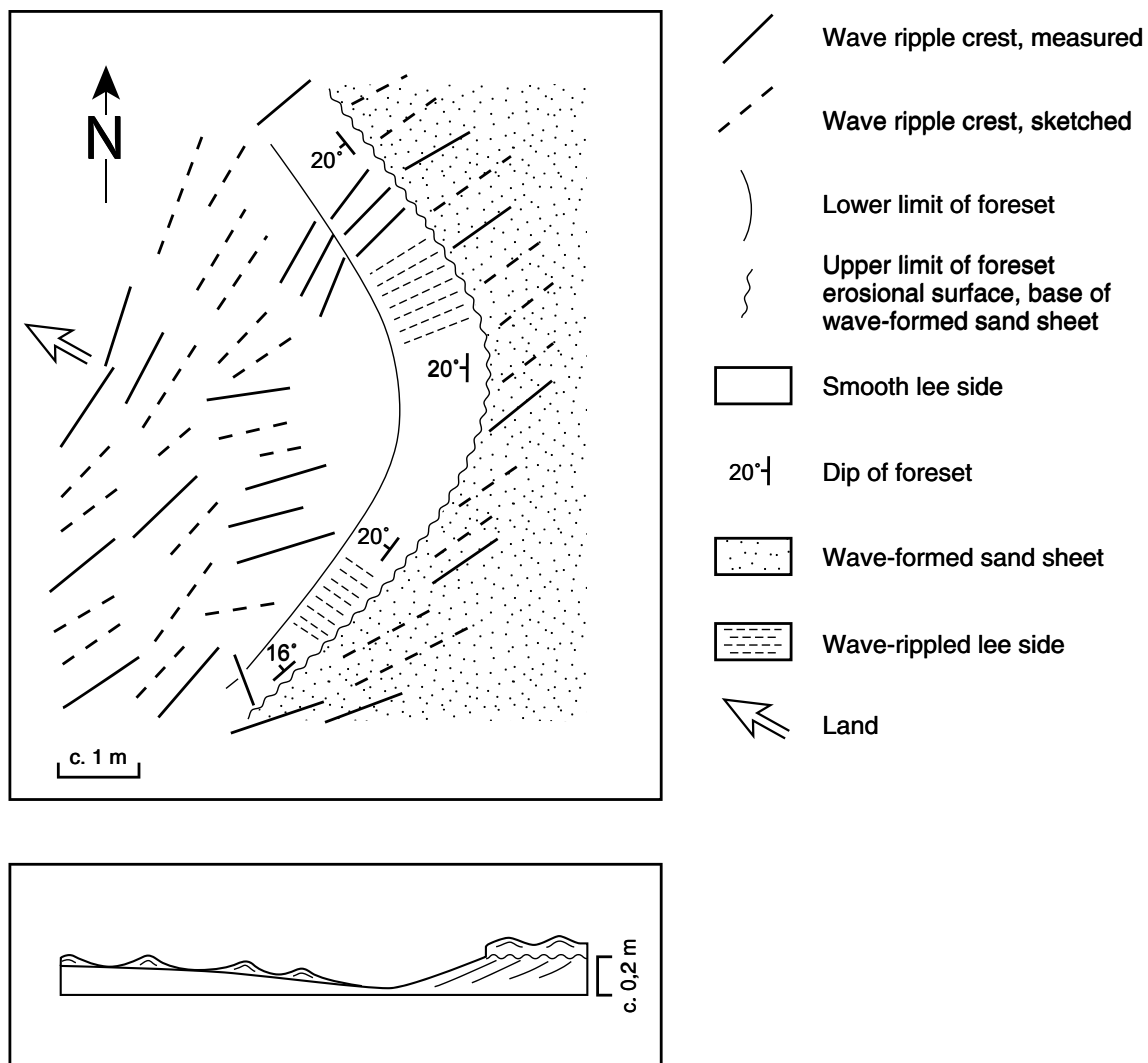 N
20°
20°
20°
16°
c. 1 m
Wave ripple crest, measured
Wave ripple crest, sketched
Lower limit of foreset
Upper limit of foreset
erosional surface, base of
wave-formed sand sheet
Smooth lee side
20°
Dip of foreset
Wave-formed sand sheet
Wave-rippled lee side
Land
c. 0,2 m